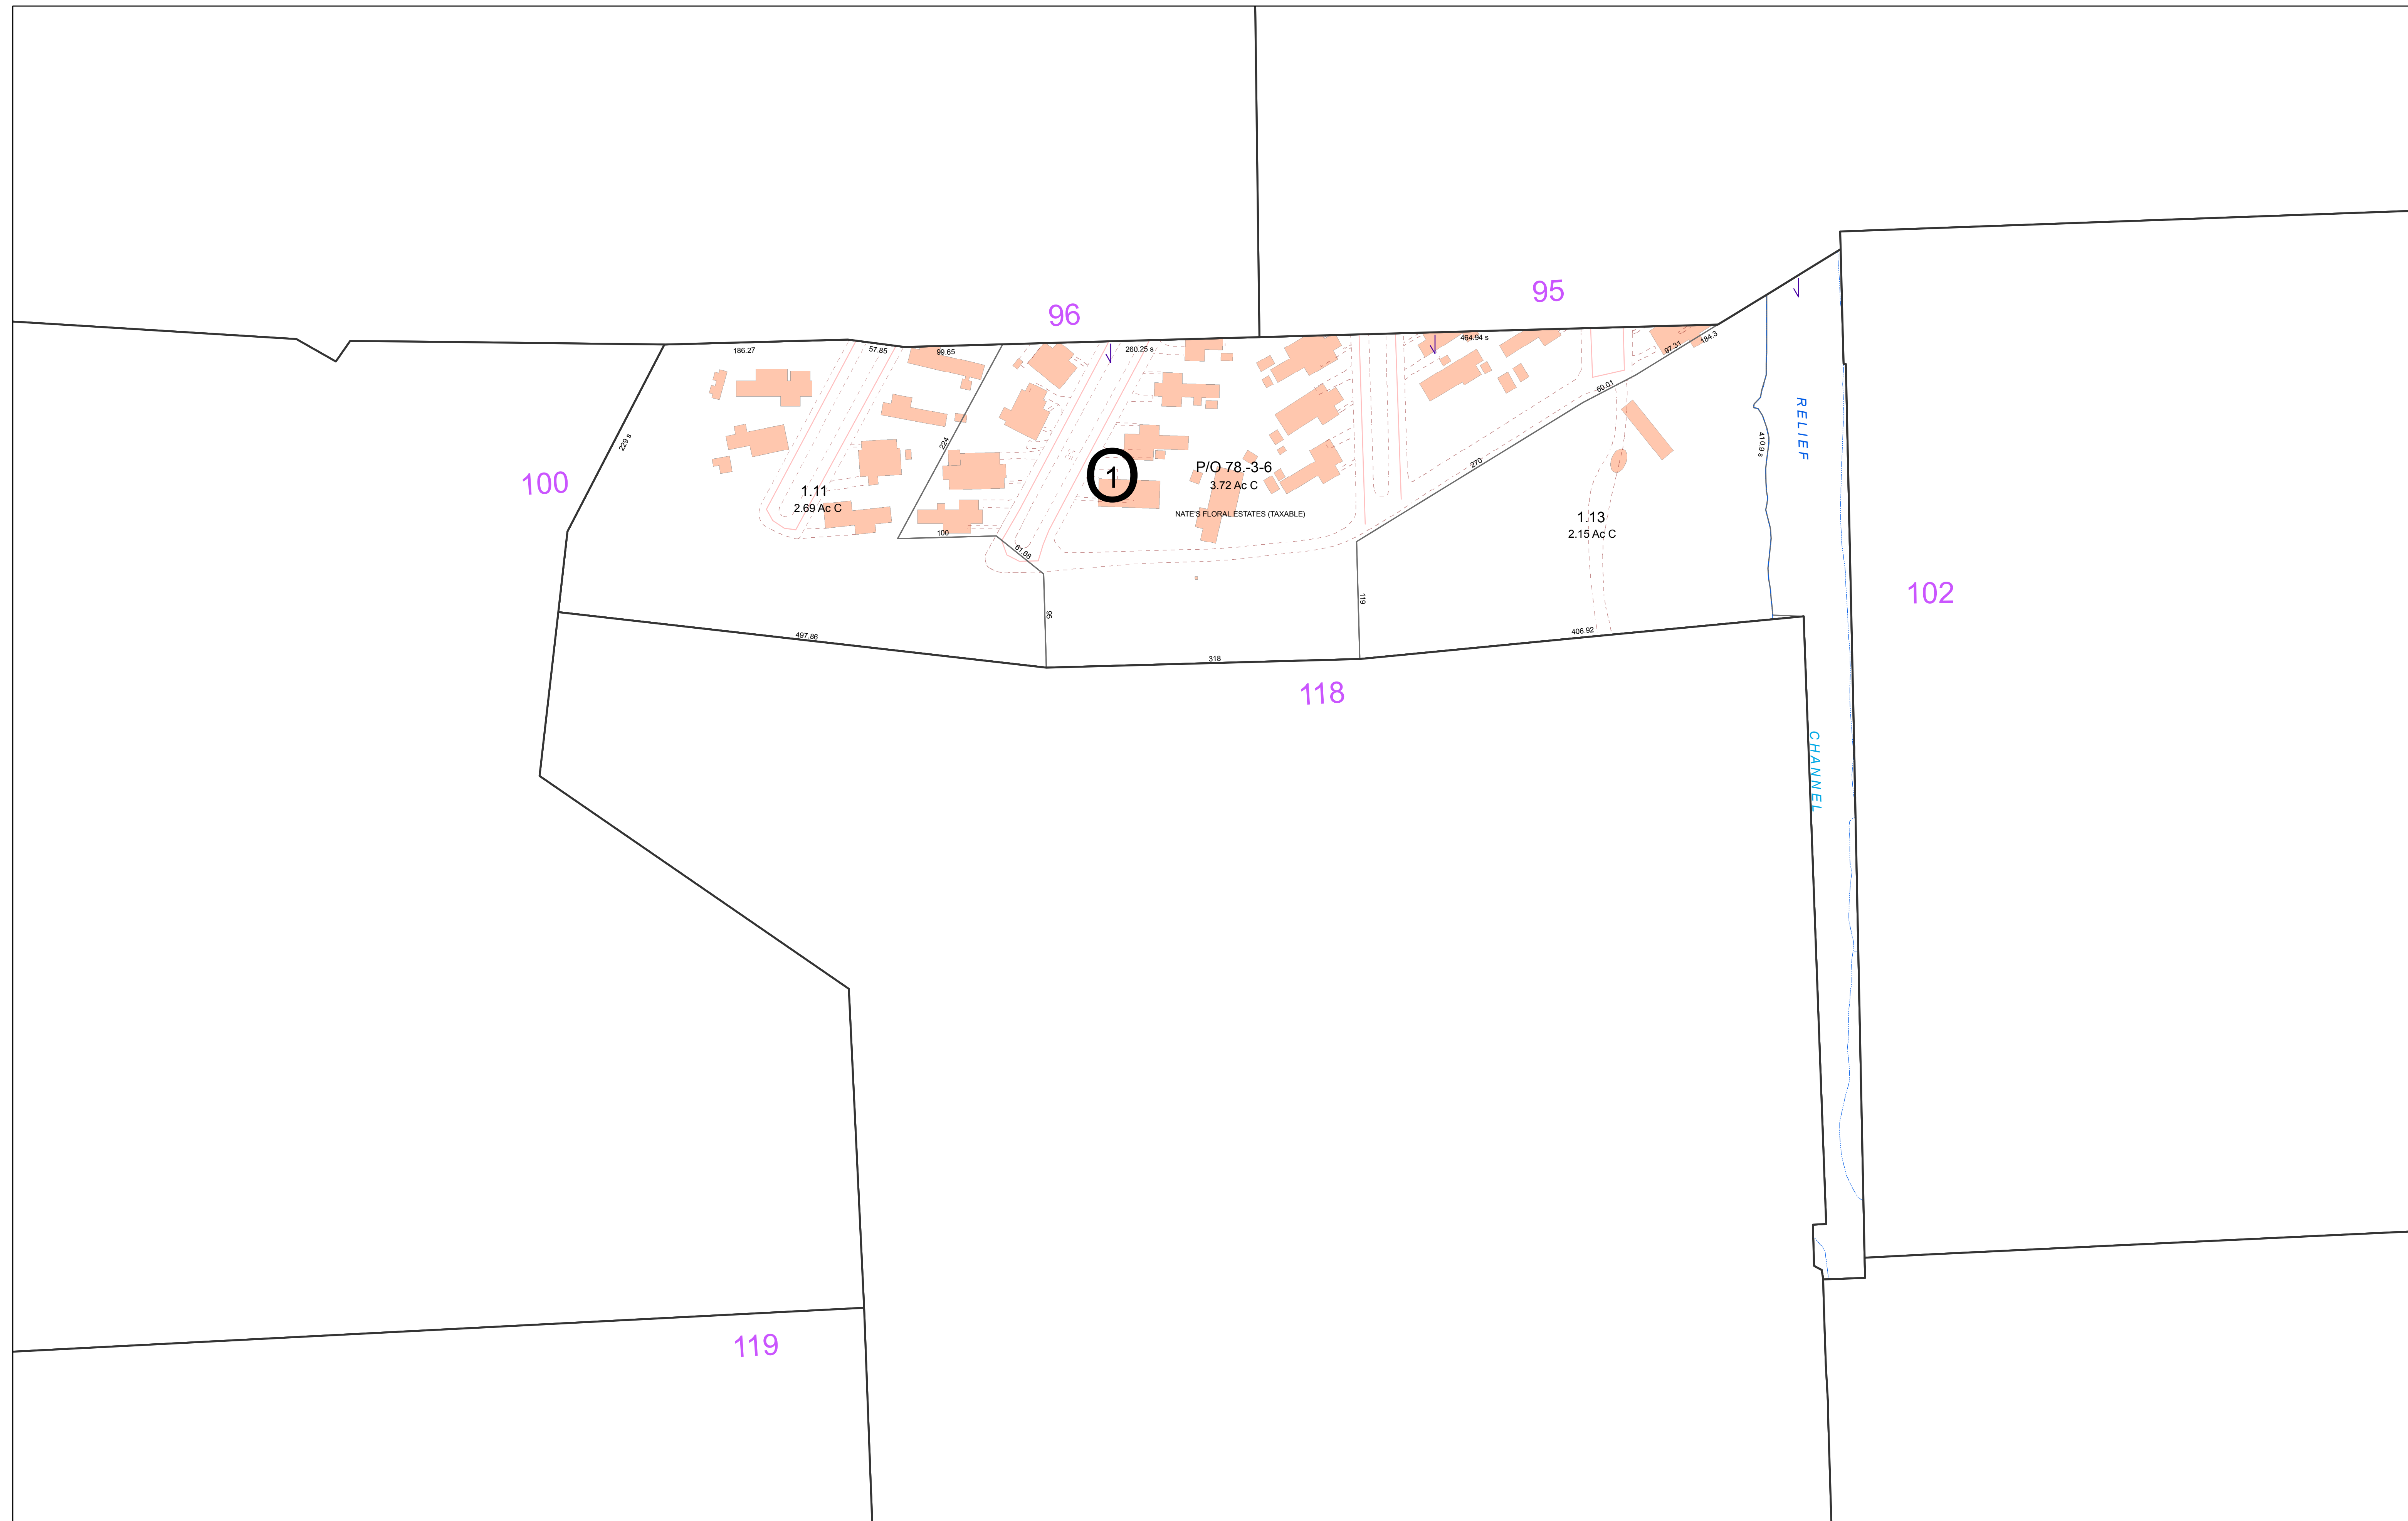 95
96
464.94 s
184.3
97.31
260.25 s
57.85
99.65
186.27
60.01
RELIEF
229 s
224
410.9 s
270
P/O 78.-3-6
3.72 Ac C
1
100
1.11
2.69 Ac C
NATE'S FLORAL ESTATES (TAXABLE)
1.13
2.15 Ac C
100
61.68
102
119
95
406.92
497.86
318
118
CHANNEL
119